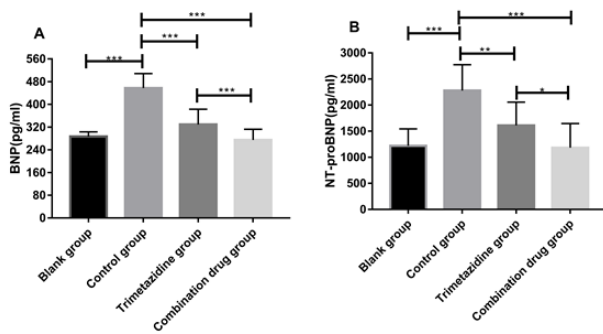 A
BNP(pg/ml)
560
480
400
320
240
160
80
0
***
***
***
***
Blank group
Control group
Trimetazidine group
Combination drug group
B
NT-proBNP(pg/ml)
3000
2500
2000
1500
1000
500
0
***
***
**
*
Blank group
Control group
Trimetazidine group
Combination drug group